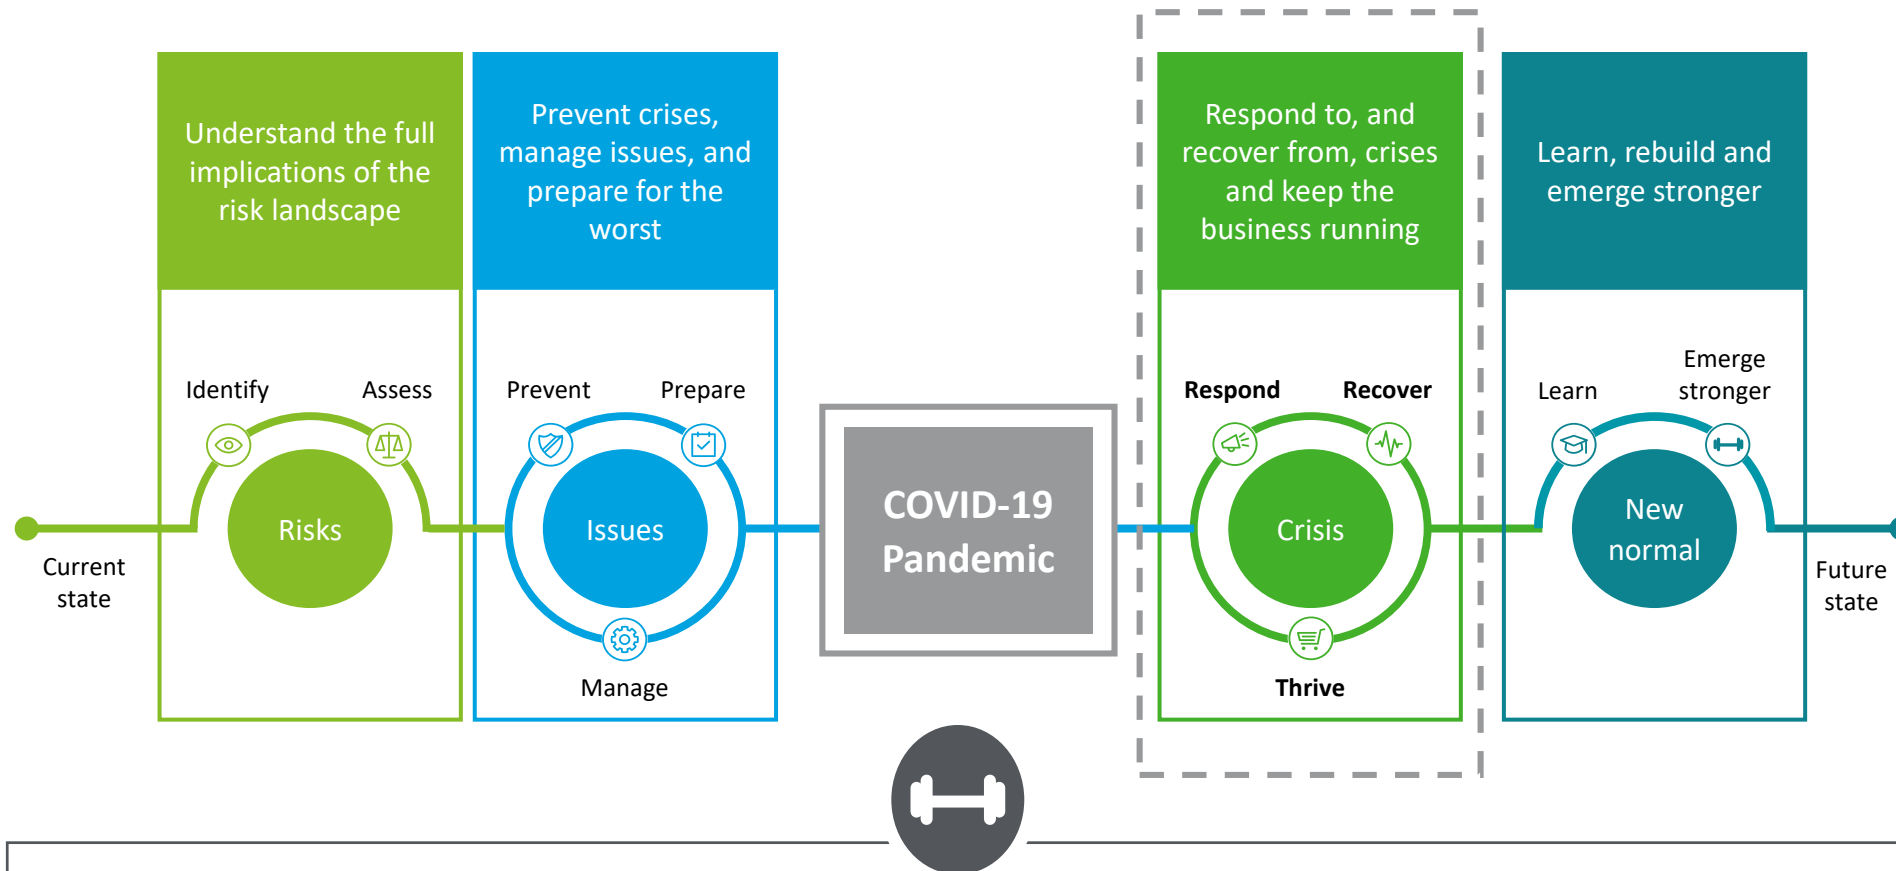 Understand the full
implications of the
risk landscape
Prevent crises,
manage issues, and
prepare for the
worst
Respond to, and
recover from, crises
and keep the
business running
Learn, rebuild and
emerge stronger
Identify
Assess
Risks
Prevent
Prepare
Issues
Manage
COVID-19
Pandemic
Respond
Recover
Crisis
Thrive
Learn
Emerge
stronger
New
normal
Current
state
Future
state